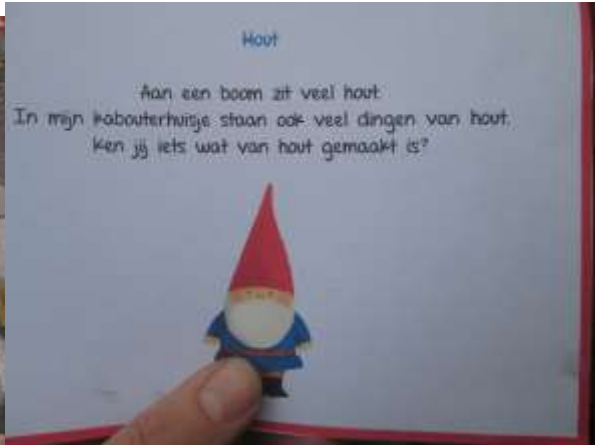 Hout
Aan een boom zit veel hout.
In mijn kabouterhuisje staan ook veel dingen van hout.
Ken jij iets wat van hout gemaakt is?